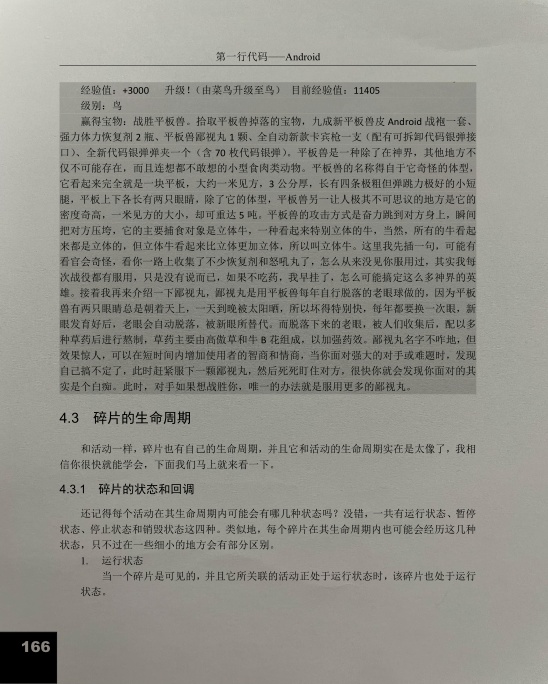 第一行代码——Android
经验值：+3000 升级！（由菜鸟升级至鸟） 目前经验值：11405
级别：鸟
赢得宝物：战胜平板兽。拾取平板兽掉落的宝物，九成新平板兽皮 Android 战袍一套、
强力体力恢复剂 2 瓶、平板兽鄙视丸 1 颗、全自动新款卡宾枪一支（配有可拆卸代码银弹接
口）、全新代码银弹弹夹一个（含 70 枚代码银弹）。平板兽是一种除了在神界，其他地方不
仅不可能存在，而且连想都不敢想的小型食肉类动物。平板兽的名称得自于它奇怪的体型，
它看起来完全就是一块平板，大约一米见方，3 公分厚，长有四条极粗但弹跳力极好的小短
腿，平板上下各长有两只眼睛，除了它的体型，平板兽另一让人极其不可思议的地方是它的
密度奇高，一米见方的大小，却可重达 5 吨。平板兽的攻击方式是奋力跳到对方身上，瞬间
把对方压垮，它的主要捕食对象是立体牛，一种看起来特别立体的牛，当然，所有的牛看起
来都是立体的，但立体牛看起来比立体更加立体，所以叫立体牛。这里我先插一句，可能有
看官会奇怪，看你一路上收集了不少恢复剂和怒吼丸了，怎么从来没见你服用过，其实我每
次战役都有服用，只是没有说而已，如果不吃药，我早挂了，怎么可能搞定这么多神界的英
雄。接着我再来介绍一下鄙视丸，鄙视丸是用平板兽每年自行脱落的老眼球做的，因为平板
兽有两只眼睛总是朝着天上，一天到晚被太阳晒，所以坏得特别快，每年都要换一次眼，新
眼发育好后，老眼会自动脱落，被新眼所替代。而脱落下来的老眼，被人们收集后，配以多
种草药后进行熬制，草药主要由高傲草和牛 B 花组成，以加强药效。鄙视丸名字不咋地，但
效果惊人，可以在短时间内增加使用者的智商和情商，当你面对强大的对手或难题时，发现
自己搞不定了，此时赶紧服下一颗鄙视丸，然后死死盯住对方，很快你就会发现你面对的其
实是个白痴。此时，对手如果想战胜你，唯一的办法就是服用更多的鄙视丸。
4.3 碎片的生命周期
和活动一样，碎片也有自己的生命周期，并且它和活动的生命周期实在是太像了，我相
信你很快就能学会，下面我们马上就来看一下。
4.3.1 碎片的状态和回调
还记得每个活动在其生命周期内可能会有哪几种状态吗？没错，一共有运行状态、暂停
状态、停止状态和销毁状态这四种。类似地，每个碎片在其生命周期内也可能会经历这几种
状态，只不过在一些细小的地方会有部分区别。
1. 运行状态
当一个碎片是可见的，并且它所关联的活动正处于运行状态时，该碎片也处于运行
状态。
166